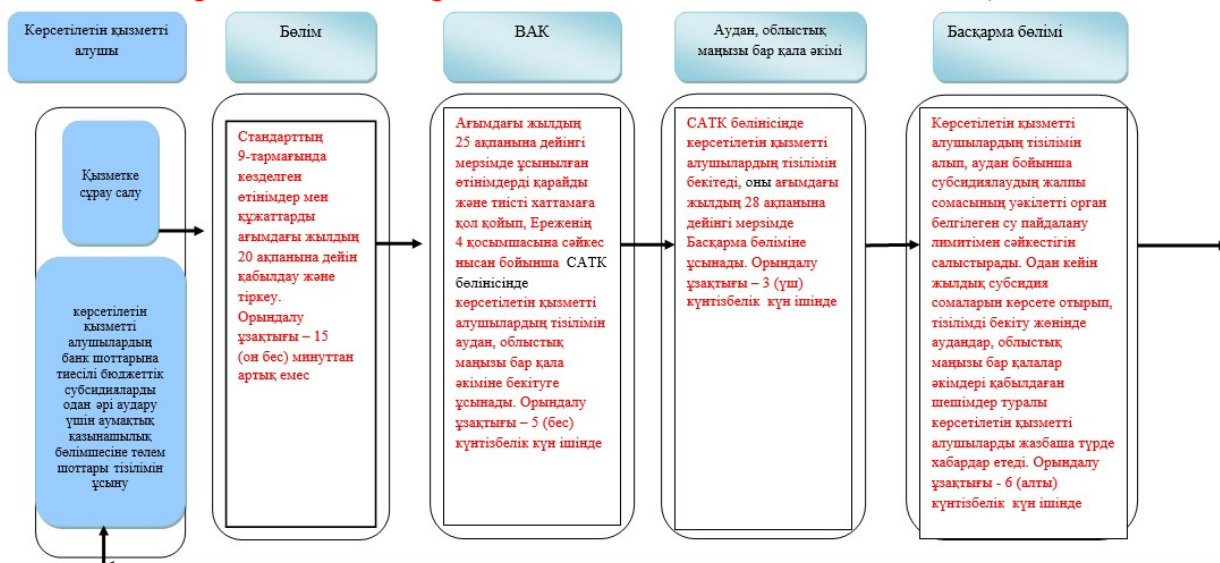 Көрсетілетін қызметті
алушы
Бөлім
ВАК
Аудан, облыстық
маңызы бар қала әкімі
Басқарма бөлімі
Қызметке
сұрау салу
көрсетілетін
қызметті
алушылардың
банк шоттарына
тиесілі бюджеттік
субсидияларды
одан әрі аудару
үшін аумақтық
қазынашылық
бөлімшесіне төлем
шоттары тізілімін
ұсыну
Стандарттың
9-тармағында
көзделген
өтінімдер мен
құжаттарды
ағымдағы жылдың
20 ақпанына дейін
қабылдау және
тіркеу.
Орындалу
ұзақтығы – 15
(он бес) минуттан
артық емес
Ағымдағы жылдың
25 ақпанына дейінгі
мерзімде ұсынылған
өтінімдерді қарайды
және тиісті хаттамаға
қол қойып, Ереженің
4 қосымшасына сәйкес
нысан бойынша САТК
бөлінісінде
көрсетілетін қызметті
алушылардың тізілімін
аудан, облыстық
маңызы бар қала
әкіміне бекітуге
ұсынады. Орындалу
ұзақтығы – 5 (бес)
күнтізбелік күн ішінде
САТК бөлінісінде
көрсетілетін қызметті
алушылардың тізілімін
бекітеді, оны ағымдағы
жылдың 28 ақпанына
дейінгі мерзімде
Басқарма бөліміне
ұсынады. Орындалу
ұзақтығы – 3 (үш)
күнтізбелік күн ішінде
Көрсетілетін қызметті
алушылардың тізілімін
алып, аудан бойынша
субсидиялаудың жалпы
сомасының уәкілетті орган
белгілеген су пайдалану
лимитімен сәйкестігін
салыстырады. Одан кейін
жылдық субсидия
сомаларын көрсете отырып,
тізілімді бекіту жөнінде
аудандар, облыстық
маңызы бар қалалар
әкімдері қабылдаған
шешімдер туралы
көрсетілетін қызметті
алушыларды жазбаша түрде
хабардар етеді. Орындалу
ұзақтығы - 6 (алты)
күнтізбелік күн ішінде